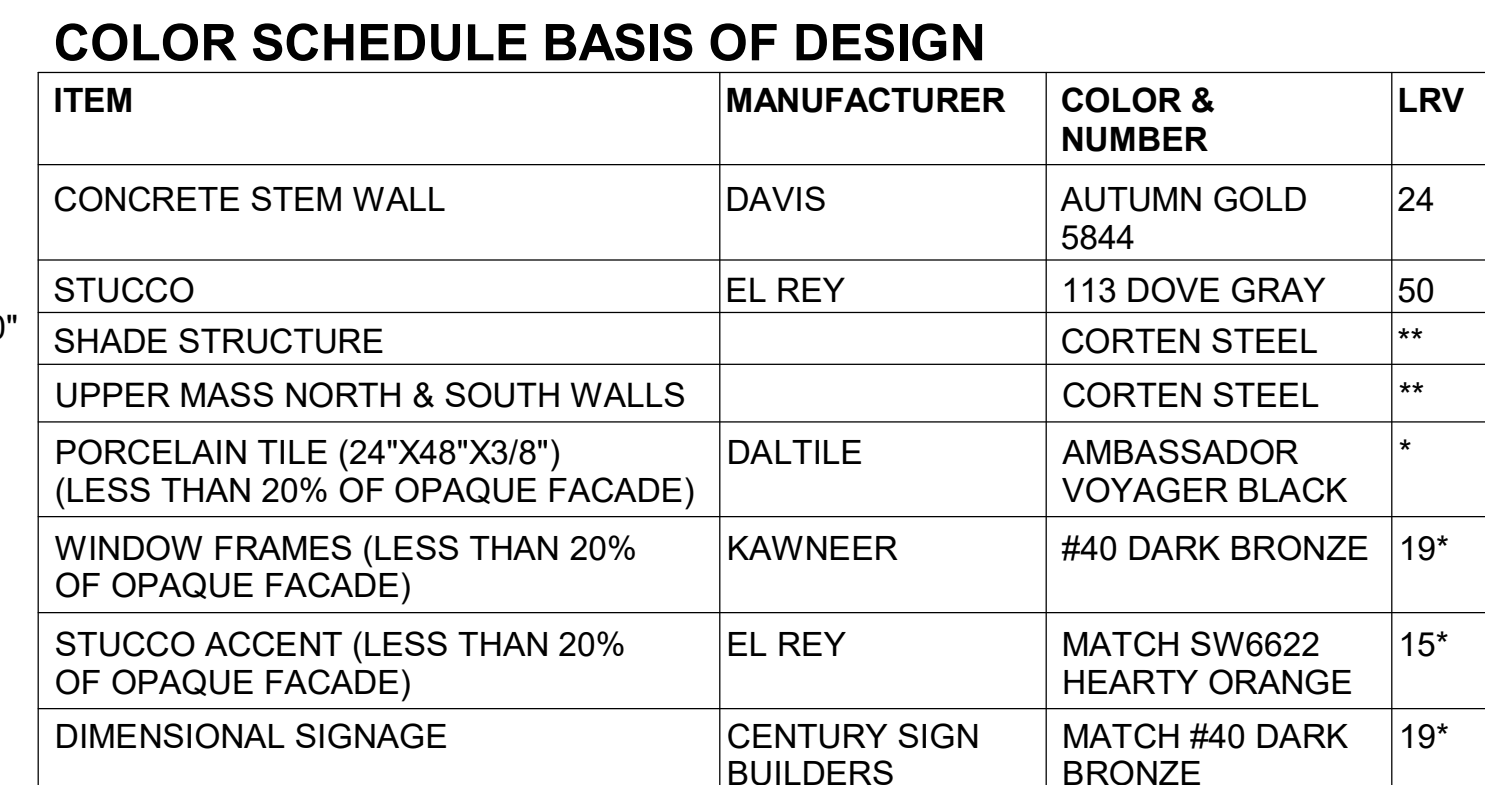 COLOR SCHEDULE BASIS OF DESIGN
ITEM MANUFACTURER COLOR &
NUMBER LRV
CONCRETE STEM WALL DAVIS AUTUMN GOLD
5844 24
STUCCO EL REY 113 DOVE GRAY 50
0"
SHADE STRUCTURE CORTEN STEEL **
UPPER MASS NORTH & SOUTH WALLS CORTEN STEEL **
PORCELAIN TILE (24"X48"X3/8") DALTILE AMBASSADOR *
(LESS THAN 20% OF OPAQUE FACADE) VOYAGER BLACK
WINDOW FRAMES (LESS THAN 20% KAWNEER #40 DARK BRONZE 19*
OF OPAQUE FACADE)
STUCCO ACCENT (LESS THAN 20% EL REY MATCH SW6622 15*
OF OPAQUE FACADE) HEARTY ORANGE
DIMENSIONAL SIGNAGE CENTURY SIGN MATCH #40 DARK 19*
BUILDERS BRONZE